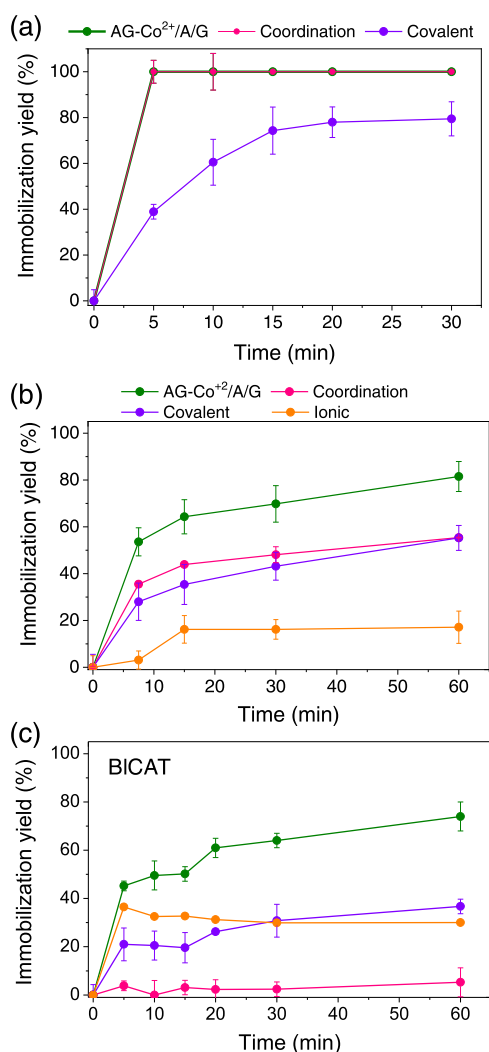 (a)
AG-Co2+/A/G Coordination Covalent
Immobilization yield (%)
100
80
60
40
20
0
0 5 10 15 20 25 30
Time (min)
(b)
AG-Co+2/A/G Coordination
Covalent Ionic
Immobilization yield (%)
100
80
60
40
20
0
0 10 20 30 40 50 60
Time (min)
(c)
BICAT
Immobilization yield (%)
100
80
60
40
20
0
0 10 20 30 40 50 60
Time (min)